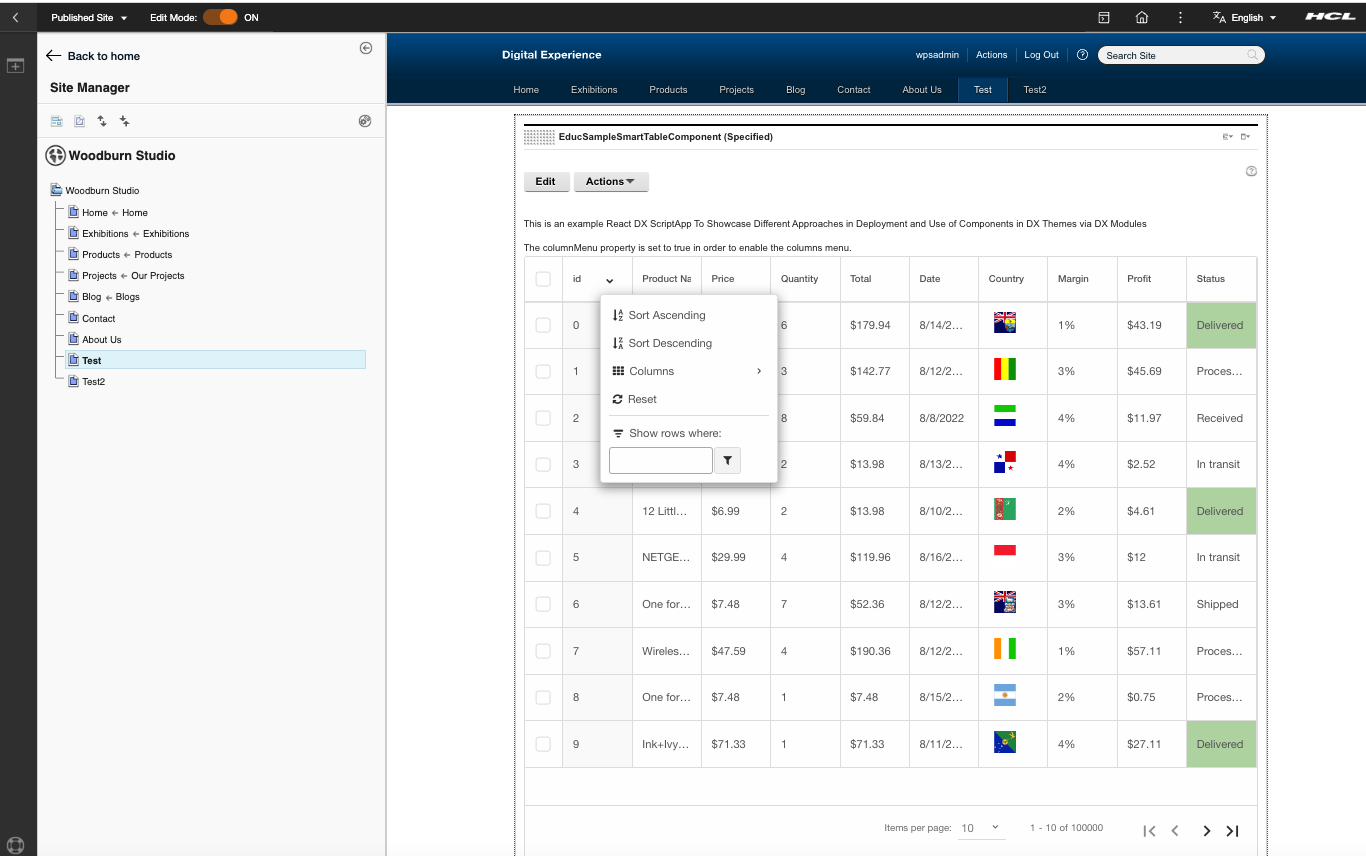 Published Site
Edit Mode:
ON
English
HCL
Back to home
Site Manager
Woodburn Studio
Woodburn Studio
Home ← Home
Exhibitions ← Exhibitions
Products ← Products
Projects ← Our Projects
Blog ← Blogs
Contact
About Us
Test
Test2
Digital Experience
wpsadmin
Actions
Log Out
Search Site
Home
Exhibitions
Products
Projects
Blog
Contact
About Us
Test
Test2
EducSampleSmartTableComponent (Specified)
Edit
Actions
This is an example React DX ScriptApp To Showcase Different Approaches in Deployment and Use of Components in DX Themes via DX Modules
The columnMenu property is set to true in order to enable the columns menu.
id Product Na Price Quantity Total Date Country Margin Profit Status
0 6 $179.94 8/14/2... 1% $43.19 Delivered
1 3 $142.77 8/12/2... 3% $45.69 Proces...
2 8 $59.84 8/8/2022 4% $11.97 Received
3 2 $13.98 8/13/2... 4% $2.52 In transit
Sort Ascending
Sort Descending
Columns
Reset
Show rows where:
4 12 Littl... $6.99 2 $13.98 8/10/2... 2% $4.61 Delivered
5 NETGE... $29.99 4 $119.96 8/16/2... 3% $12 In transit
6 One for... $7.48 7 $52.36 8/12/2... 3% $13.61 Shipped
7 Wireles... $47.59 4 $190.36 8/12/2... 1% $57.11 Proces...
8 One for... $7.48 1 $7.48 8/15/2... 2% $0.75 Proces...
9 Ink+Ivy... $71.33 1 $71.33 8/11/2... 4% $27.11 Delivered
Items per page: 10 1 - 10 of 100000